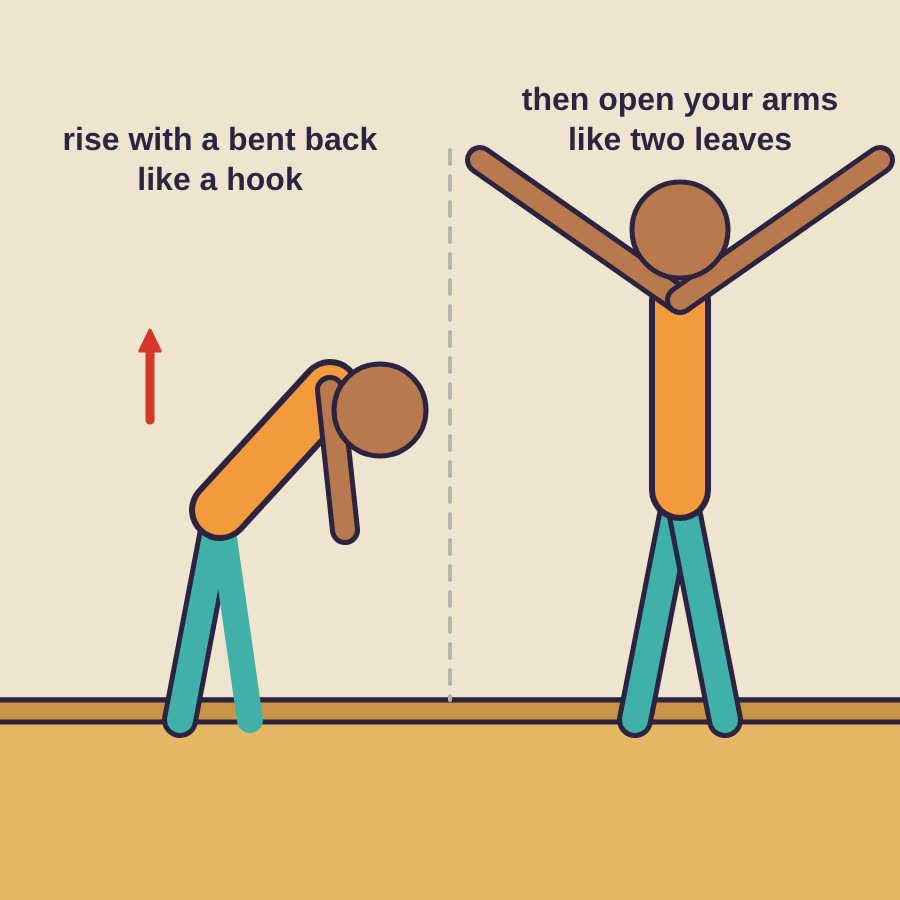 rise with a bent back
like a hook
then open your arms
like two leaves